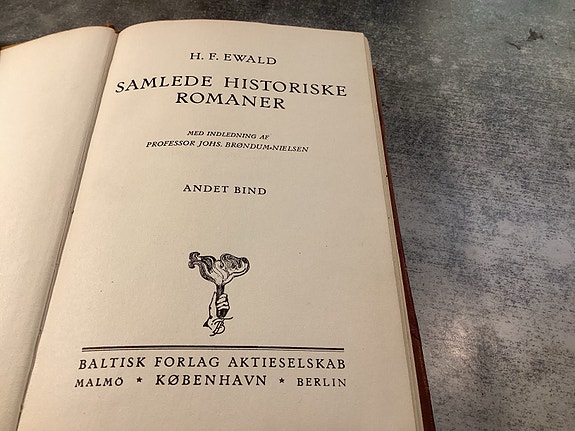 H. F. EWALD
SAMLEDE HISTORISKE
ROMANER
MED INDLEDNING AF
PROFESSOR JOHS. BRØNDUM-NIELSEN
ANDET BIND
BALTISK FORLAG AKTIESELSKAB
MALMÖ * KØBENHAVN * BERLIN